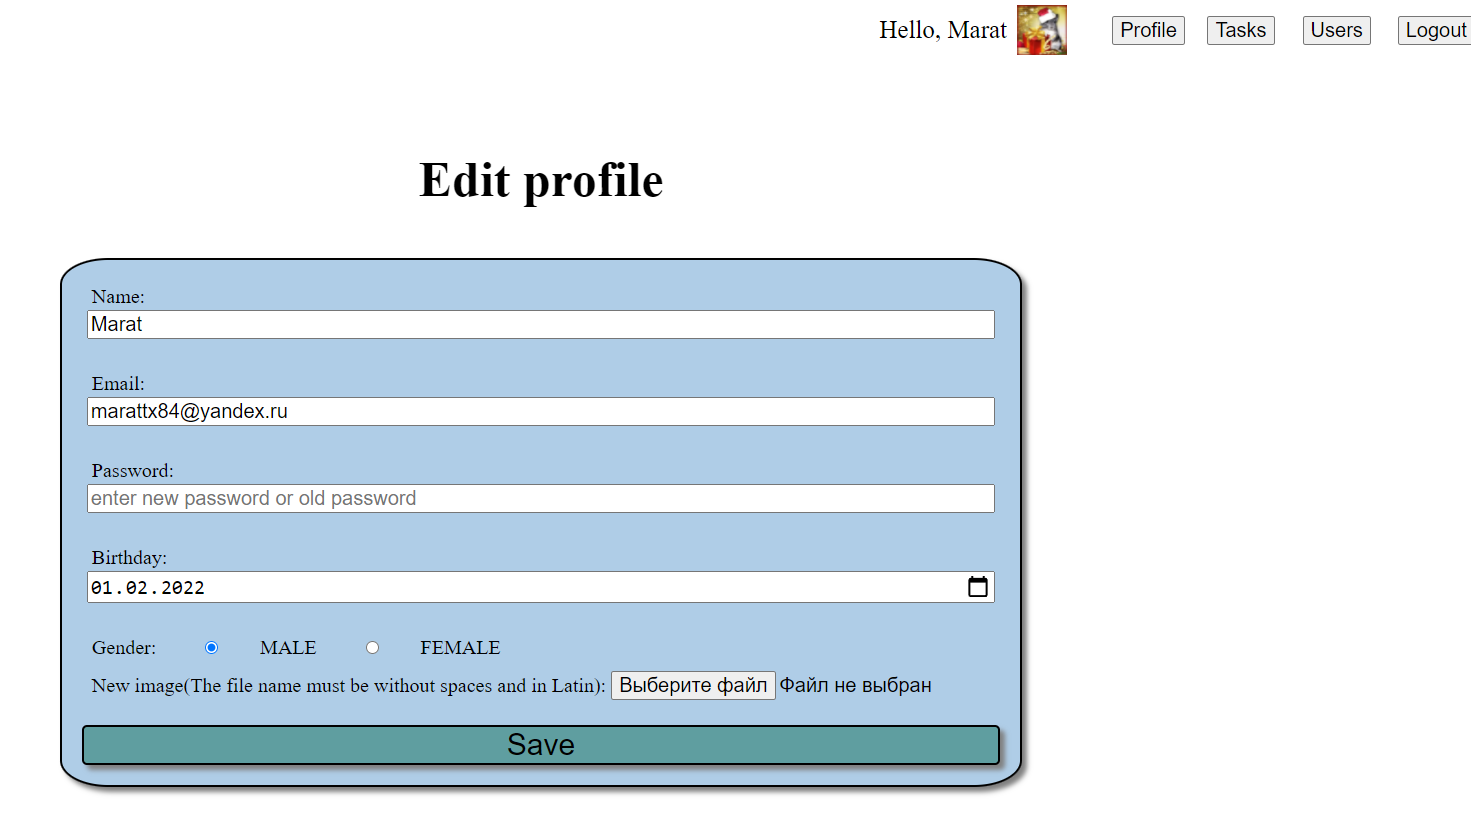 Hello, Marat Profile Tasks Users Logout
Edit profile
Name:
Marat
Email:
marattx84@yandex.ru
Password:
enter new password or old password
Birthday:
01.02.2022
Gender: MALE FEMALE
New image(The file name must be without spaces and in Latin): Выберите файл Файл не выбран
Save